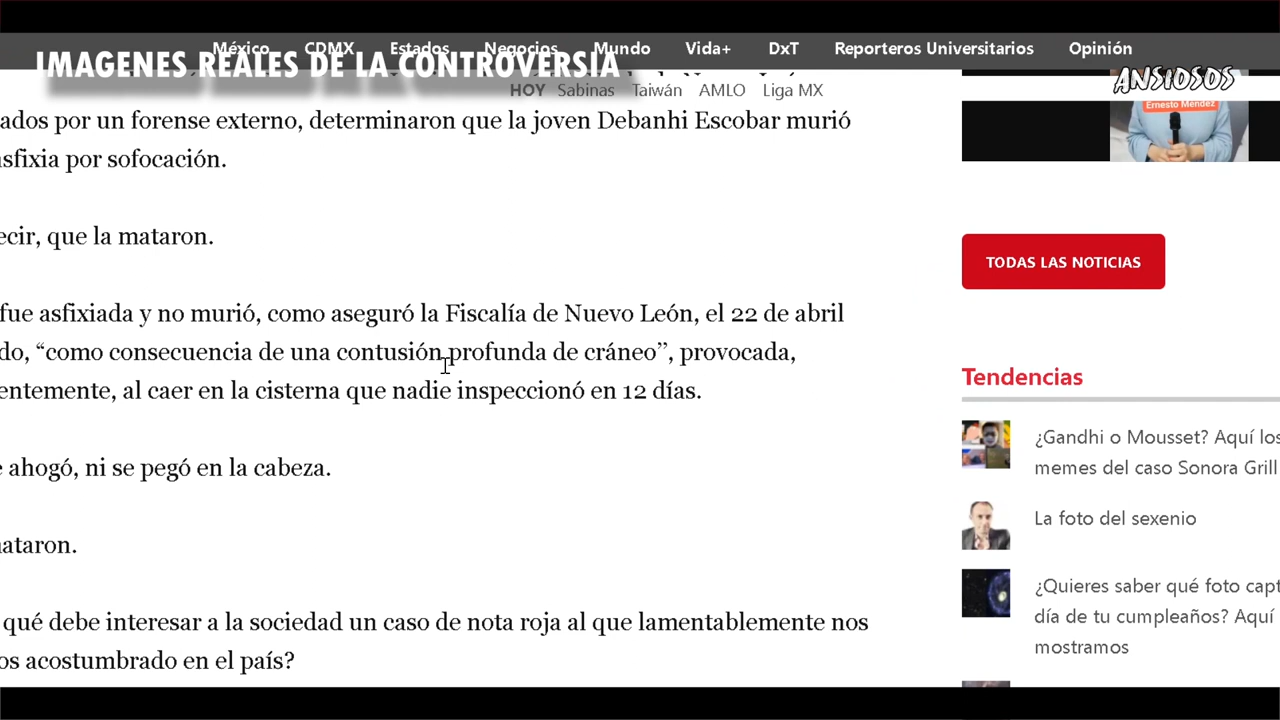 México CDMX Estados Negocios Mundo Vida+ DxT Reporteros Universitarios Opinión
IMAGENES REALES DE LA CONTROVERSIA
ANSIOSOS
HOY Sabinas Taiwán AMLO Liga MX
Ernesto Méndez
ados por un forense externo, determinaron que la joven Debanhi Escobar murió
asfixia por sofocación.
ecir, que la mataron.
fue asfixiada y no murió, como aseguró la Fiscalía de Nuevo León, el 22 de abril
do, “como consecuencia de una contusión profunda de cráneo”, provocada,
entemente, al caer en la cisterna que nadie inspeccionó en 12 días.
e ahogó, ni se pegó en la cabeza.
mataron.
qué debe interesar a la sociedad un caso de nota roja al que lamentablemente nos
os acostumbrado en el país?
TODAS LAS NOTICIAS
Tendencias
¿Gandhi o Mousset? Aquí los
memes del caso Sonora Grill
La foto del sexenio
¿Quieres saber qué foto capt
día de tu cumpleaños? Aquí
mostramos